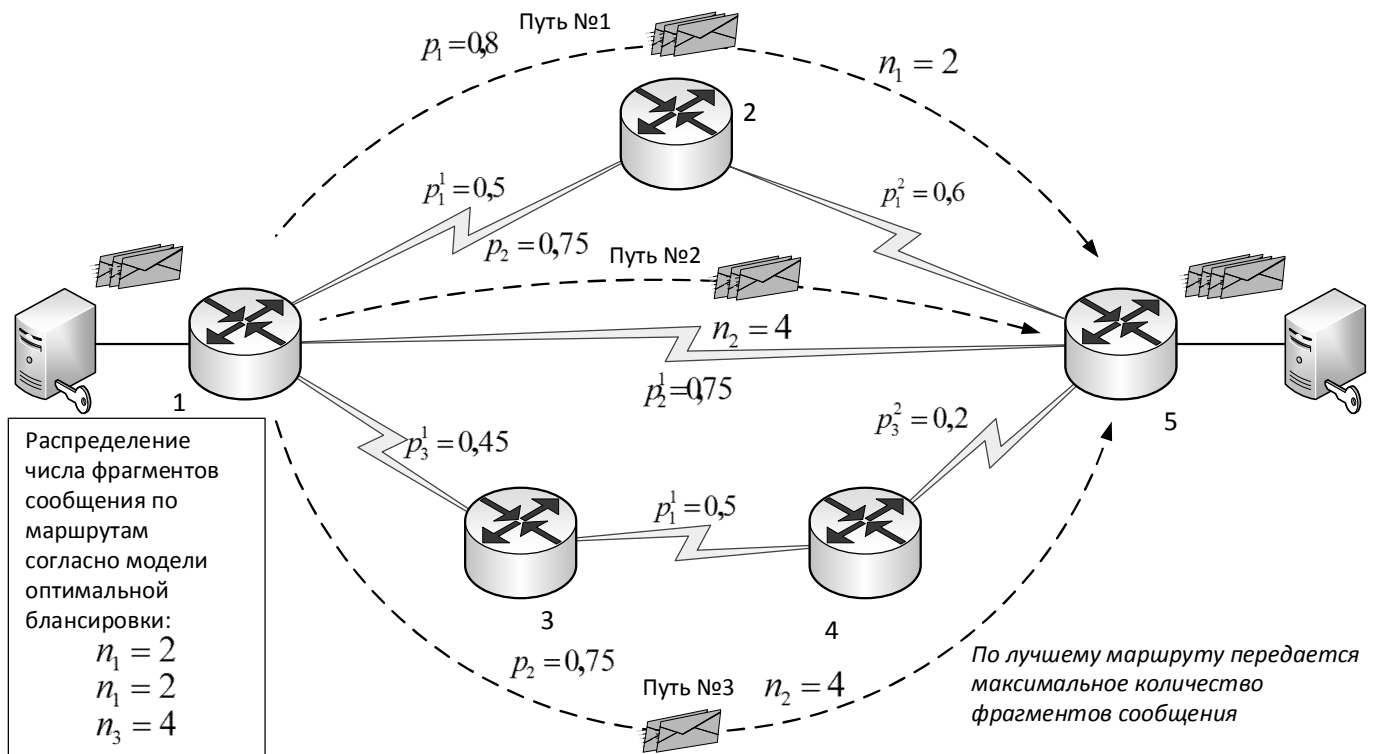 Путь №1
p₁ = 0,8
n₁ = 2
2
p₁¹ = 0,5
p₁² = 0,6
p₂ = 0,75
Путь №2
n₂ = 4
p₂¹ = 0,75
1
5
p₃¹ = 0,45
p₃² = 0,2
p₁¹ = 0,5
3
4
Распределение
числа фрагментов
сообщения по
маршрутам
согласно модели
оптимальной
блансировки:
n₁ = 2
n₁ = 2
n₃ = 4
p₂ = 0,75
Путь №3
n₂ = 4
По лучшему маршруту передается
максимальное количество
фрагментов сообщения